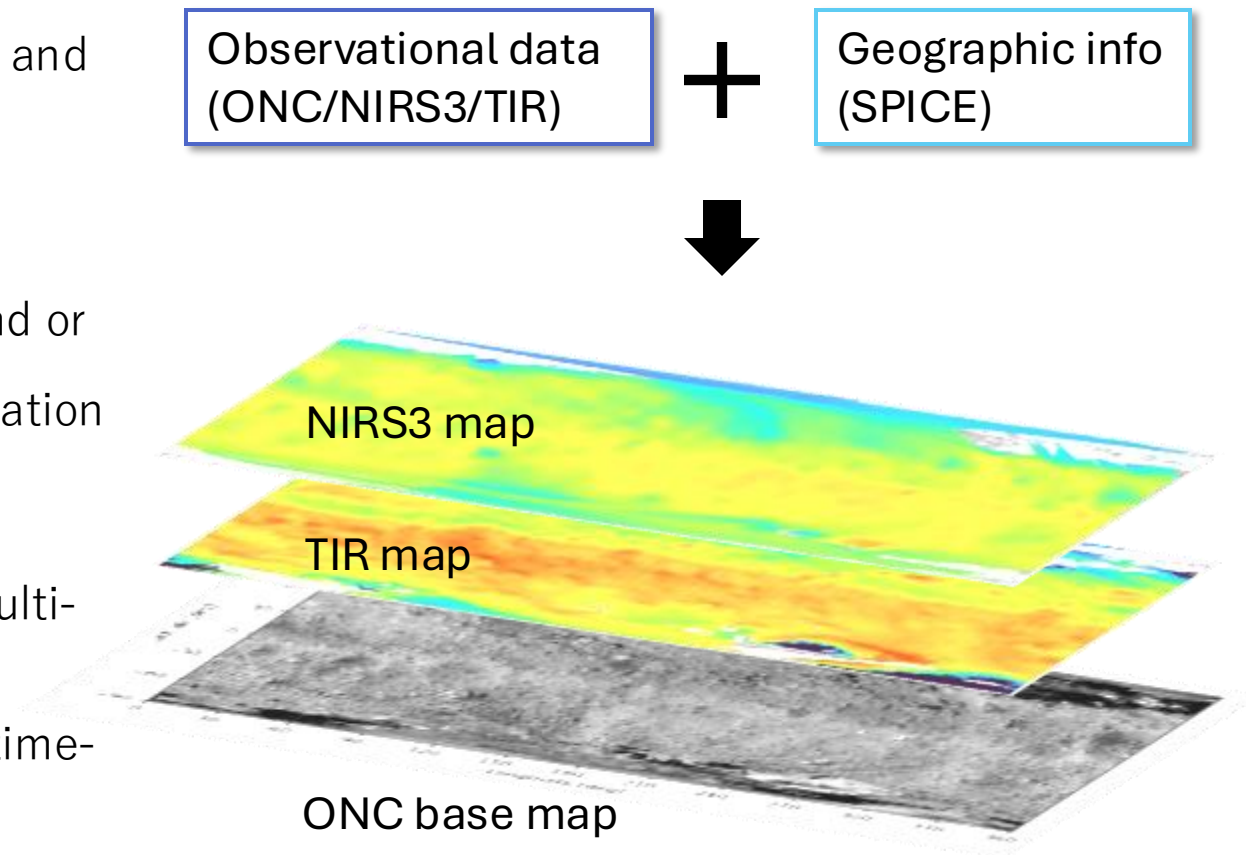 and
nd or
ation
ulti-
time-
Observational data
(ONC/NIRS3/TIR)
+
Geographic info
(SPICE)
NIRS3 map
TIR map
ONC base map